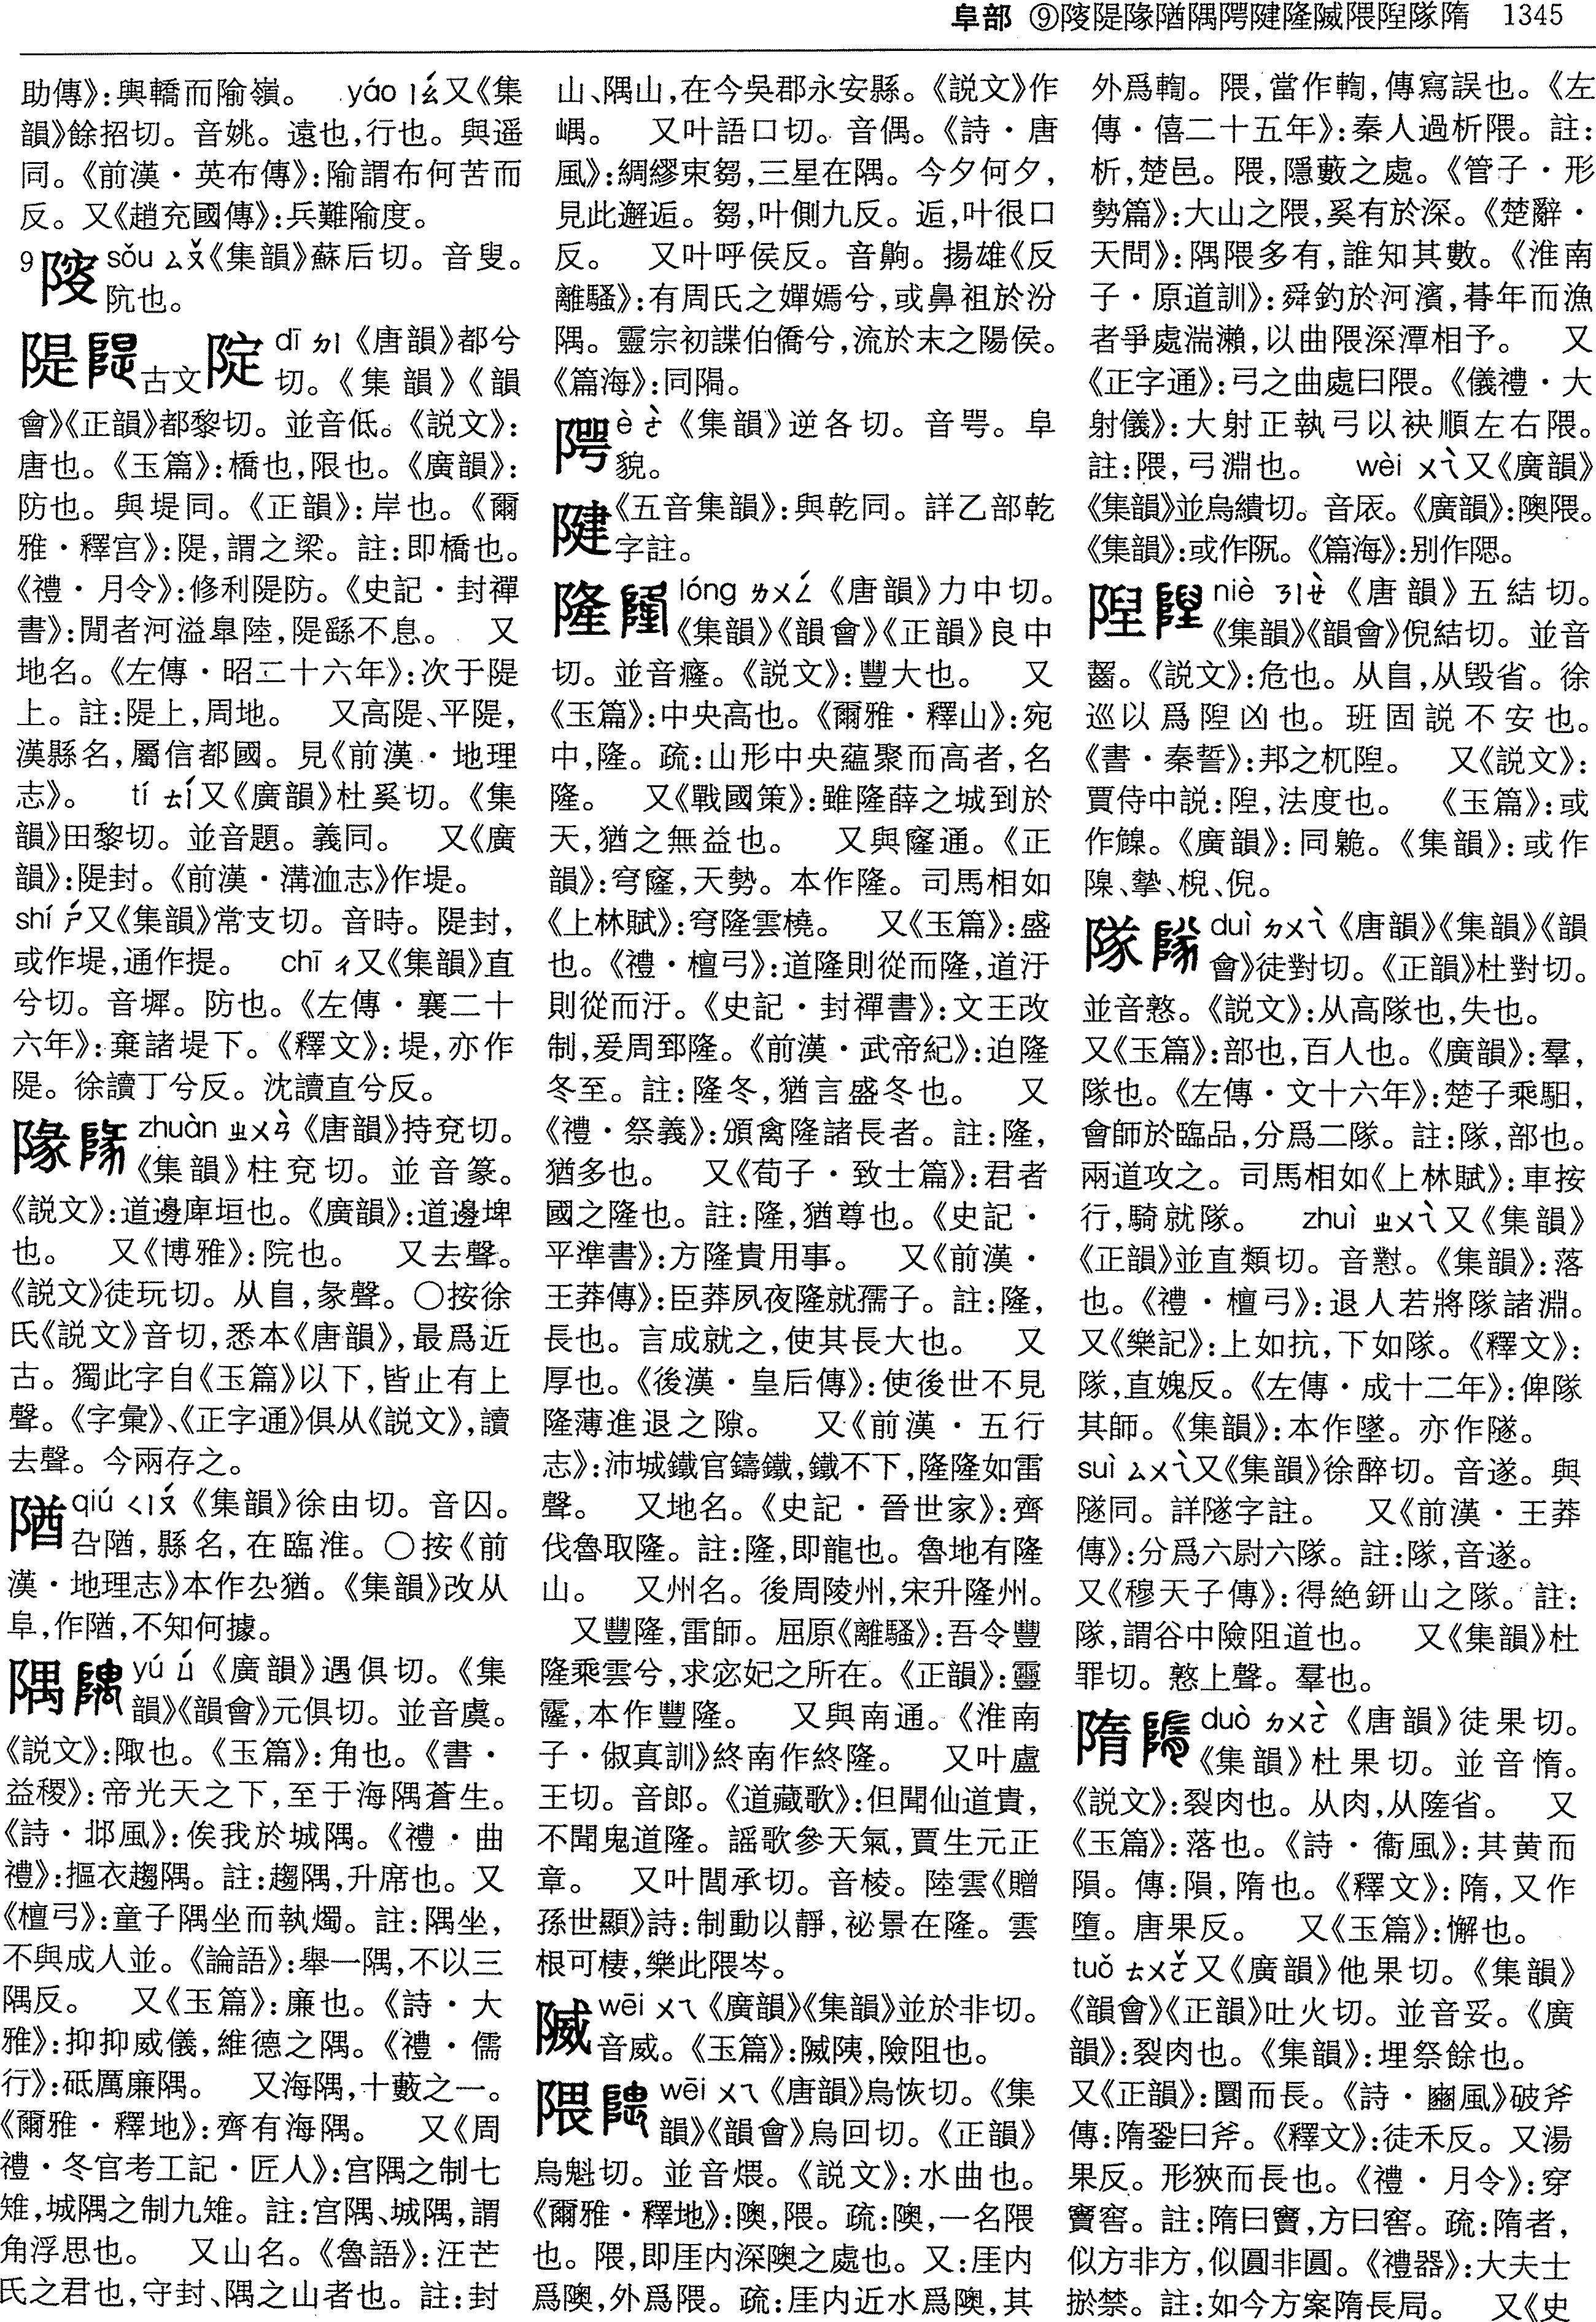 阜部 ⑨陖隄隊隯隅㗁隆隇隈隉隊隋 1345
助傳》：輿轎而隃嶺。 yáo ㄧㄠˊ又《集
韻》餘招切。音姚。遠也，行也。與遥
同。《前漢·英布傳》：隃謂布何苦而
反。又《趙充國傳》：兵難隃度。
9 sǒu ㄙㄡˇ《集韻》蘇后切。音叟。
阬也。
隄 古文 dī ㄉㄧ《唐韻》都兮
切。《集韻》《韻
會》《正韻》都黎切。並音低。《説文》：
唐也。《玉篇》：橋也，限也。《廣韻》：
防也。與堤同。《正韻》：岸也。《爾
雅·釋宫》：隄，謂之梁。註：即橋也。
《禮·月令》：修利隄防。《史記·封禪
書》：閒者河溢臯陸，隄繇不息。 又
地名。《左傳·昭二十六年》：次于隄
上。註：隄上，周地。 又高隄、平隄，
漢縣名，屬信都國。見《前漢·地理
志》。 tí ㄊㄧˊ又《廣韻》杜奚切。《集
韻》田黎切。並音題。義同。 又《廣
韻》：隄封。《前漢·溝洫志》作堤。
shí ㄕˊ又《集韻》常支切。音時。隄封，
或作堤，通作提。 chī ㄔ又《集韻》直
兮切。音墀。防也。《左傳·襄二十
六年》：棄諸堤下。《釋文》：堤，亦作
隄。徐讀丁兮反。沈讀直兮反。
zhuàn ㄓㄨㄢˋ《唐韻》持兗切。
《集韻》柱兗切。並音篆。
《説文》：道邊庳垣也。《廣韻》：道邊埤
也。 又《博雅》：院也。 又去聲。
《説文》徒玩切。从𨸏，彖聲。○按徐
氏《説文》音切，悉本《唐韻》，最爲近
古。獨此字自《玉篇》以下，皆止有上
聲。《字彙》、《正字通》俱从《説文》，讀
去聲。今兩存之。
qiú ㄑㄧㄡˊ《集韻》徐由切。音囚。
縣名，在臨淮。○按《前
漢·地理志》本作厹猶。《集韻》改从
阜，不知何據。
隅 yú ㄩˊ《廣韻》遇俱切。《集
韻》《韻會》元俱切。並音虞。
《説文》：陬也。《玉篇》：角也。《書·
益稷》：帝光天之下，至于海隅蒼生。
《詩·邶風》：俟我於城隅。《禮·曲
禮》：摳衣趨隅。註：趨隅，升席也。又
《檀弓》：童子隅坐而執燭。註：隅坐，
不與成人並。《論語》：舉一隅，不以三
隅反。 又《玉篇》：廉也。《詩·大
雅》：抑抑威儀，維德之隅。《禮·儒
行》：砥厲廉隅。 又海隅，十藪之一。
《爾雅·釋地》：齊有海隅。 又《周
禮·冬官考工記·匠人》：宫隅之制七
雉，城隅之制九雉。註：宫隅、城隅，謂
角浮思也。 又山名。《魯語》：汪芒
氏之君也，守封、隅之山者也。註：封
山、隅山，在今吳郡永安縣。《説文》作
嵎。 又叶語口切。音偶。《詩·唐
風》：綢繆束芻，三星在隅。今夕何夕，
見此邂逅。芻，叶側九反。逅，叶很口
反。 又叶呼侯反。音齁。揚雄《反
離騷》：有周氏之嬋嫣兮，或鼻祖於汾
隅。靈宗初諜伯僑兮，流於末之陽侯。
《篇海》：同隝。
è ㄜˋ《集韻》逆各切。音咢。阜
貌。
《五音集韻》：與乾同。詳乙部乾
字註。
隆 lóng ㄌㄨㄥˊ《唐韻》力中切。
《集韻》《韻會》《正韻》良中
切。並音癃。《説文》：豐大也。 又
《玉篇》：中央高也。《爾雅·釋山》：宛
中，隆。疏：山形中央蘊聚而高者，名
隆。 又《戰國策》：雖隆薛之城到於
天，猶之無益也。 又與窿通。《正
韻》：穹窿，天勢。本作隆。司馬相如
《上林賦》：穹隆雲橈。 又《玉篇》：盛
也。《禮·檀弓》：道隆則從而隆，道汙
則從而汙。《史記·封禪書》：文王改
制，爰周郅隆。《前漢·武帝紀》：迫隆
冬至。註：隆冬，猶言盛冬也。 又
《禮·祭義》：頒禽隆諸長者。註：隆，
猶多也。 又《荀子·致士篇》：君者
國之隆也。註：隆，猶尊也。《史記·
平準書》：方隆貴用事。 又《前漢·
王莽傳》：臣莽夙夜隆就孺子。註：隆，
長也。言成就之，使其長大也。 又
厚也。《後漢·皇后傳》：使後世不見
隆薄進退之隙。 又《前漢·五行
志》：沛城鐵官鑄鐵，鐵不下，隆隆如雷
聲。 又地名。《史記·晉世家》：齊
伐魯取隆。註：隆，即龍也。魯地有隆
山。 又州名。後周陵州，宋升隆州。
又豐隆，雷師。屈原《離騷》：吾令豐
隆乘雲兮，求宓妃之所在。《正韻》：靈
霳，本作豐隆。 又與南通。《淮南
子·俶真訓》終南作終隆。 又叶盧
王切。音郎。《道藏歌》：但聞仙道貴，
不聞鬼道隆。謡歌參天氣，賈生元正
章。 又叶閭承切。音棱。陸雲《贈
孫世顯》詩：制動以靜，祕景在隆。雲
根可棲，樂此隈岑。
隇 wēi ㄨㄟ《廣韻》《集韻》並於非切。
音威。《玉篇》：隇陦，險阻也。
隈 wēi ㄨㄟ《唐韻》烏恢切。《集
韻》《韻會》烏回切。《正韻》
烏魁切。並音煨。《説文》：水曲也。
《爾雅·釋地》：隩，隈。疏：隩，一名隈
也。隈，即厓内深隩之處也。又：厓内
爲隩，外爲隈。疏：厓内近水爲隩，其
外爲鞫。隈，當作鞫，傳寫誤也。《左
傳·僖二十五年》：秦人過析隈。註：
析，楚邑。隈，隱藪之處。《管子·形
勢篇》：大山之隈，奚有於深。《楚辭·
天問》：隅隈多有，誰知其數。《淮南
子·原道訓》：舜釣於河濱，朞年而漁
者爭處湍瀨，以曲隈深潭相予。 又
《正字通》：弓之曲處曰隈。《儀禮·大
射儀》：大射正執弓以袂順左右隈。
註：隈，弓淵也。 wèi ㄨㄟˋ又《廣韻》
《集韻》並烏繢切。音㞇。《廣韻》：隩隈。
《集韻》：或作㞇。《篇海》：别作隈。
隉 niè ㄋㄧㄝˋ《唐韻》五結切。
《集韻》《韻會》倪結切。並音
齧。《説文》：危也。从𨸏，从毁省。徐
巡以爲隉凶也。班固説不安也。
《書·秦誓》：邦之杌隉。 又《説文》：
賈侍中説：隉，法度也。 《玉篇》：或
作臲。《廣韻》：同㓷。《集韻》：或作
隟、摰、棿、倪。
隊 duì ㄉㄨㄟˋ《唐韻》《集韻》《韻
會》徒對切。《正韻》杜對切。
並音憝。《説文》：从高隊也，失也。
又《玉篇》：部也，百人也。《廣韻》：羣，
隊也。《左傳·文十六年》：楚子乘馹，
會師於臨品，分爲二隊。註：隊，部也。
兩道攻之。司馬相如《上林賦》：車按
行，騎就隊。 zhuì ㄓㄨㄟˋ又《集韻》
《正韻》並直類切。音懟。《集韻》：落
也。《禮·檀弓》：退人若將隊諸淵。
又《樂記》：上如抗，下如隊。《釋文》：
隊，直媿反。《左傳·成十二年》：俾隊
其師。《集韻》：本作墜。亦作隧。
suì ㄙㄨㄟˋ又《集韻》徐醉切。音遂。與
隧同。詳隧字註。 又《前漢·王莽
傳》：分爲六尉六隊。註：隊，音遂。
又《穆天子傳》：得絶鈃山之隊。註：
隊，謂谷中險阻道也。 又《集韻》杜
罪切。憝上聲。羣也。
隋 duò ㄉㄨㄛˋ《唐韻》徒果切。
《集韻》杜果切。並音惰。
《説文》：裂肉也。从肉，从隓省。 又
《玉篇》：落也。《詩·衞風》：其黄而
隕。傳：隕，隋也。《釋文》：隋，又作
墮。唐果反。 又《玉篇》：懈也。
tuǒ ㄊㄨㄛˇ又《廣韻》他果切。《集韻》
《韻會》《正韻》吐火切。並音妥。《廣
韻》：裂肉也。《集韻》：埋祭餘也。
又《正韻》：圜而長。《詩·豳風》破斧
傳：隋銎曰斧。《釋文》：徒禾反。又湯
果反。形狹而長也。《禮·月令》：穿
竇窖。註：隋曰竇，方曰窖。疏：隋者，
似方非方，似圓非圓。《禮器》：大夫士
棜禁。註：如今方案隋長局。 又《史